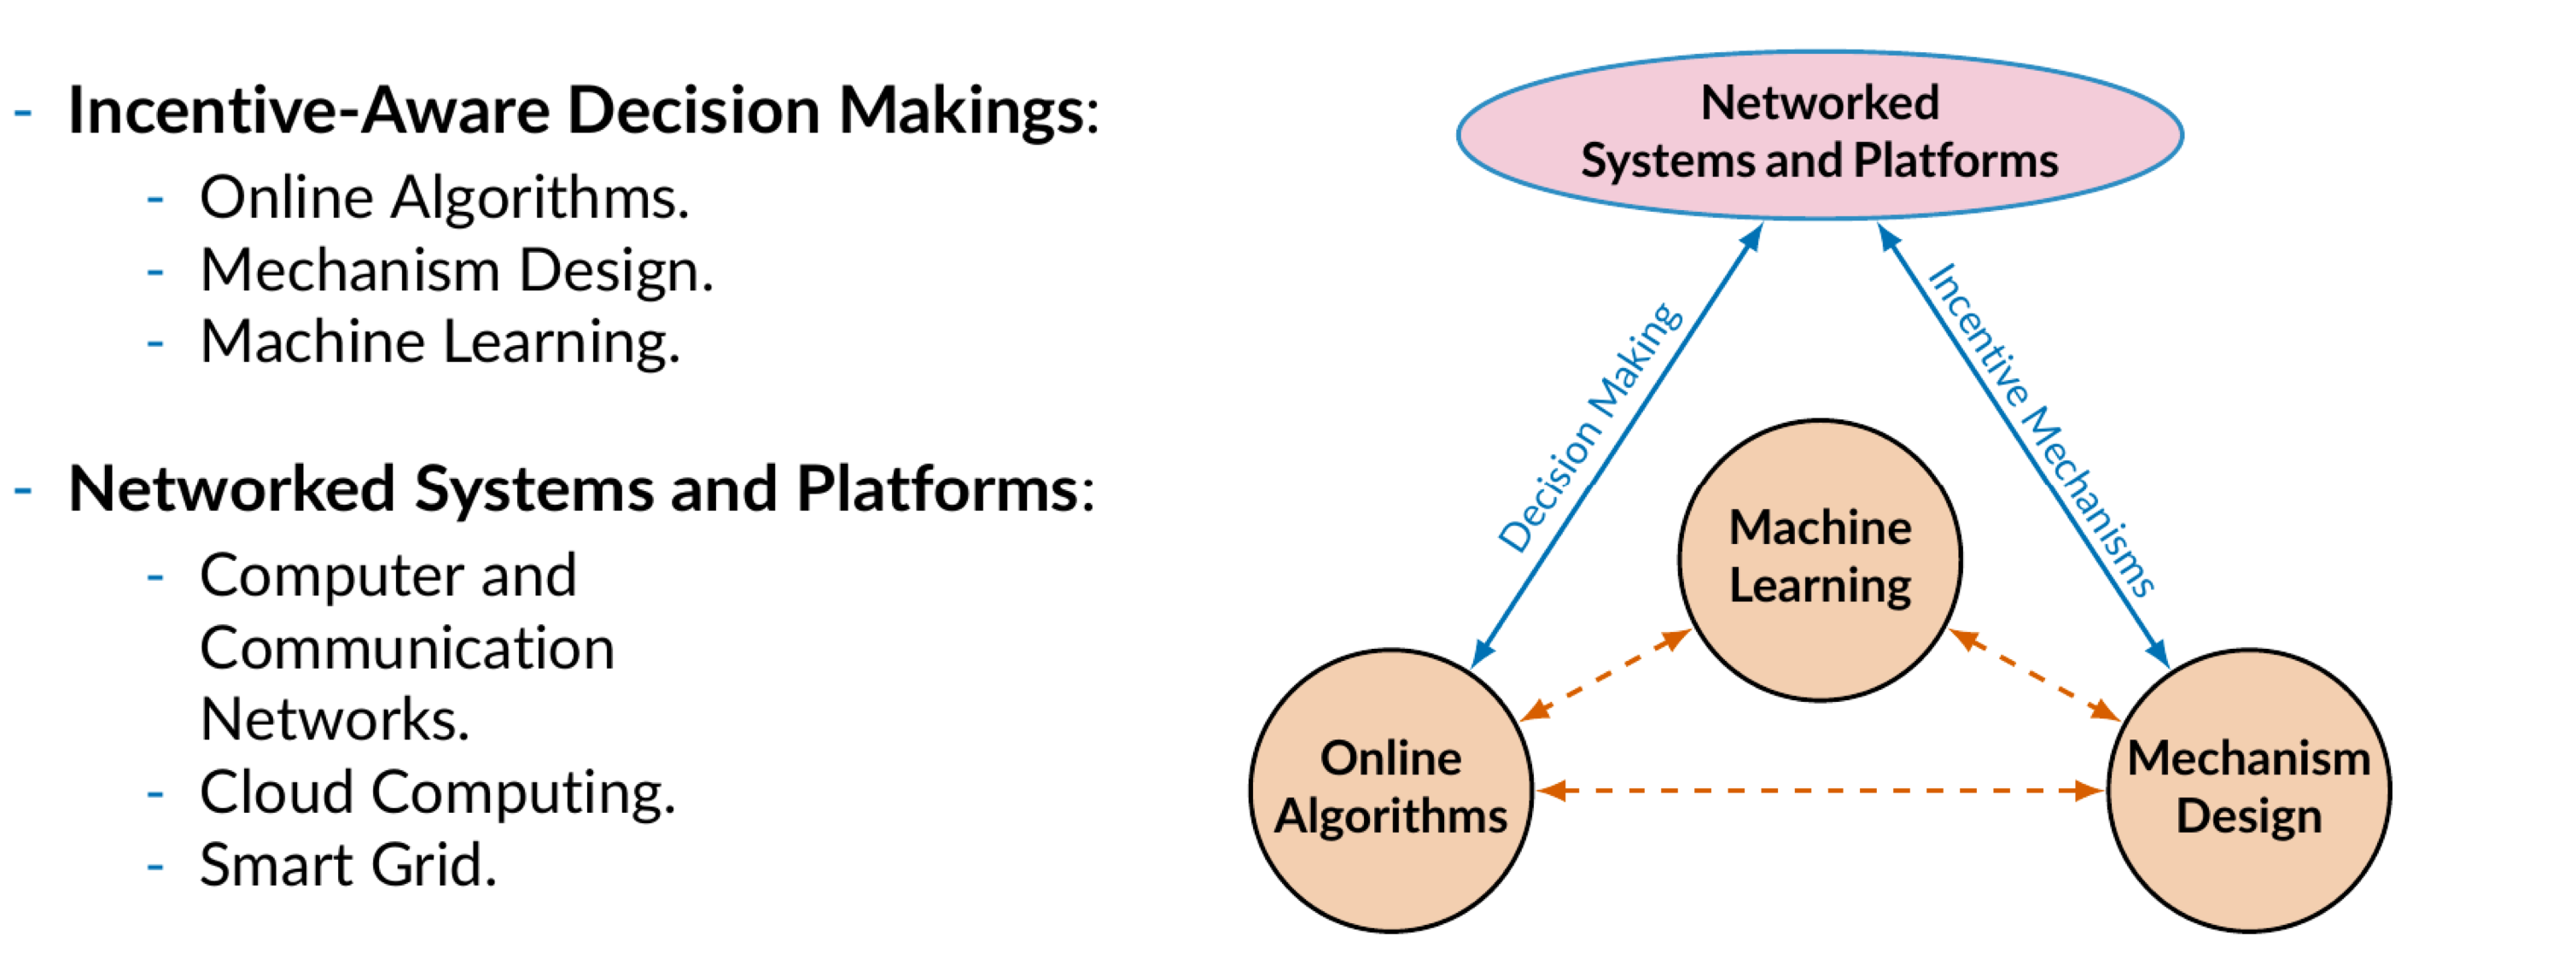 - Incentive-Aware Decision Makings:
- Online Algorithms.
- Mechanism Design.
- Machine Learning.
- Networked Systems and Platforms:
- Computer and
Communication
Networks.
- Cloud Computing.
- Smart Grid.
Networked
Systems and Platforms
Decision Making
Incentive Mechanisms
Machine
Learning
Online
Algorithms
Mechanism
Design